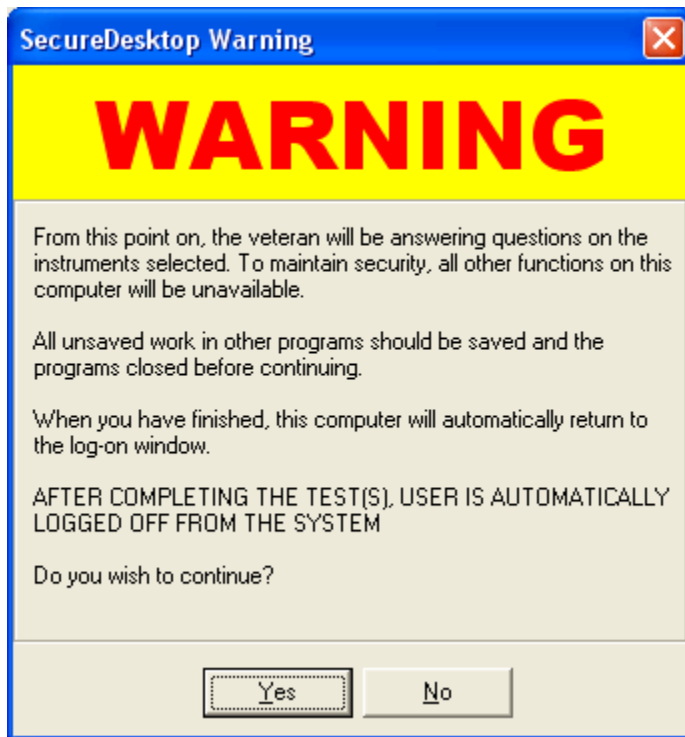 SecureDesktop Warning
WARNING
From this point on, the veteran will be answering questions on the
instruments selected. To maintain security, all other functions on this
computer will be unavailable.
All unsaved work in other programs should be saved and the
programs closed before continuing.
When you have finished, this computer will automatically return to
the log-on window.
AFTER COMPLETING THE TEST(S), USER IS AUTOMATICALLY
LOGGED OFF FROM THE SYSTEM
Do you wish to continue?
Yes No